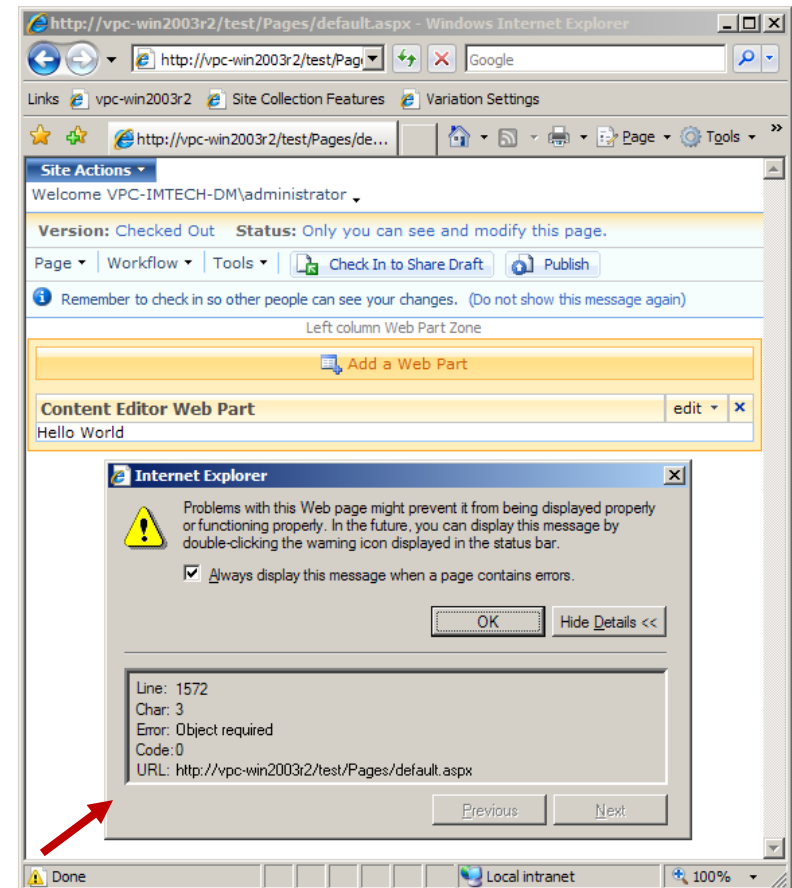 http://vpc-win2003r2/test/Pages/default.aspx - Windows Internet Explorer
http://vpc-win2003r2/test/Pag
Google
Links vpc-win2003r2 Site Collection Features Variation Settings
http://vpc-win2003r2/test/Pages/de... Page Tools »
Site Actions
Welcome VPC-IMTECH-DM\administrator
Version: Checked Out Status: Only you can see and modify this page.
Page Workflow Tools Check In to Share Draft Publish
Remember to check in so other people can see your changes. (Do not show this message again)
Left column Web Part Zone
Add a Web Part
Content Editor Web Part edit
Hello World
Internet Explorer
Problems with this Web page might prevent it from being displayed properly
or functioning properly. In the future, you can display this message by
double-clicking the warning icon displayed in the status bar.
Always display this message when a page contains errors.
OK Hide Details <<
Line: 1572
Char: 3
Error: Object required
Code:0
URL: http://vpc-win2003r2/test/Pages/default.aspx
Previous Next
Done Local intranet 100%